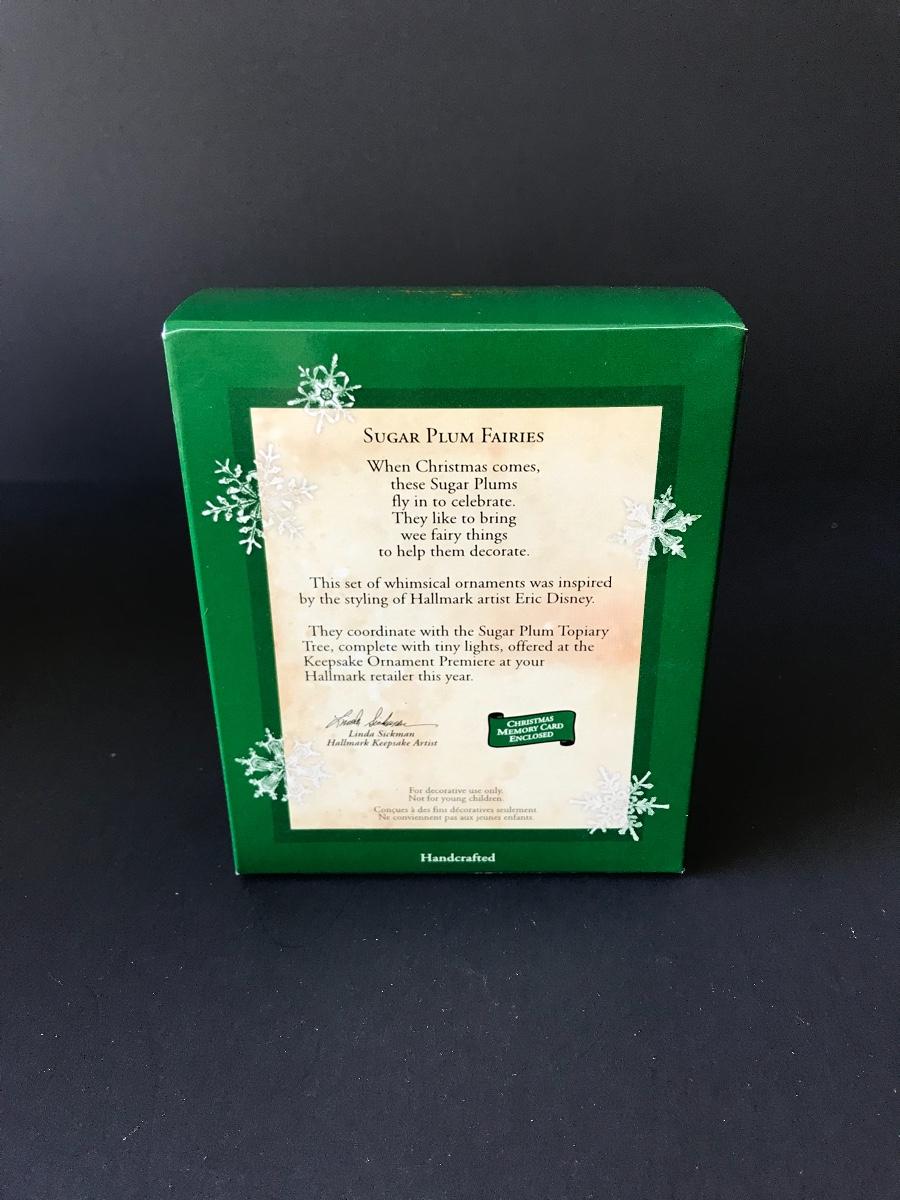 SUGAR PLUM FAIRIES
When Christmas comes,
these Sugar Plums
fly in to celebrate.
They like to bring
wee fairy things
to help them decorate.
This set of whimsical ornaments was inspired
by the styling of Hallmark artist Eric Disney.
They coordinate with the Sugar Plum Topiary
Tree, complete with tiny lights, offered at the
Keepsake Ornament Premiere at your
Hallmark retailer this year.
Linda Sickman
Linda Sickman
Hallmark Keepsake Artist
CHRISTMAS
MEMORY CARD
ENCLOSED
For decorative use only.
Not for young children.
Conçues à des fins décoratives seulement.
Ne conviennent pas aux jeunes enfants.
Handcrafted